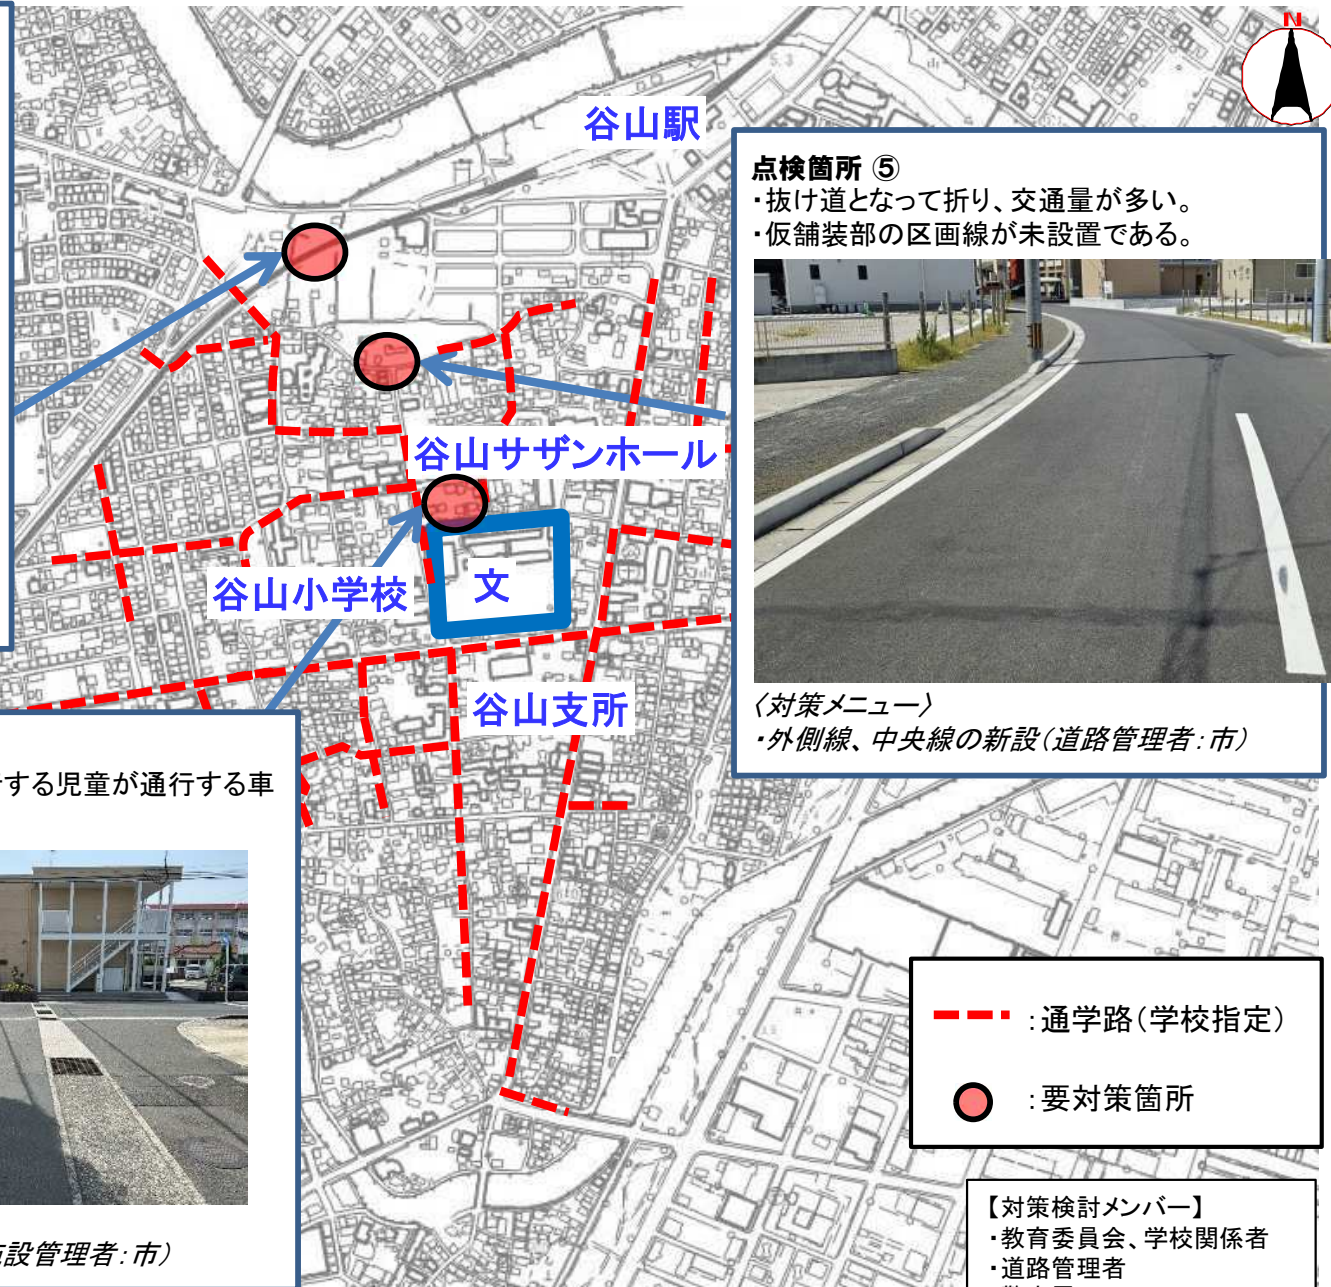 N
谷山駅
点検箇所 ⑤
・抜け道となって折り、交通量が多い。
・仮舗装部の区画線が未設置である。
〈対策メニュー〉
・外側線、中央線の新設（道路管理者：市）
谷山サザンホール
谷山小学校
文
谷山支所
する児童が通行する車
設管理者：市）
：通学路（学校指定）
：要対策箇所
【対策検討メンバー】
・教育委員会、学校関係者
・道路管理者